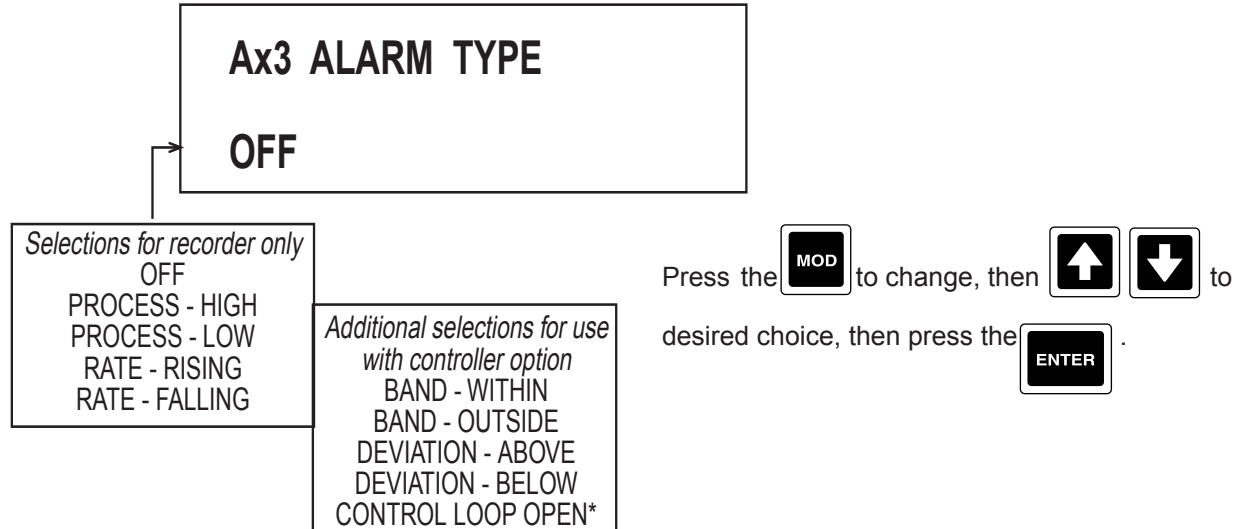 Ax3 ALARM TYPE
OFF
Selections for recorder only
OFF
PROCESS - HIGH
PROCESS - LOW
RATE - RISING
RATE - FALLING
Additional selections for use
with controller option
BAND - WITHIN
BAND - OUTSIDE
DEVIATION - ABOVE
DEVIATION - BELOW
CONTROL LOOP OPEN*
Press the MOD to change, then to
desired choice, then press the ENTER .